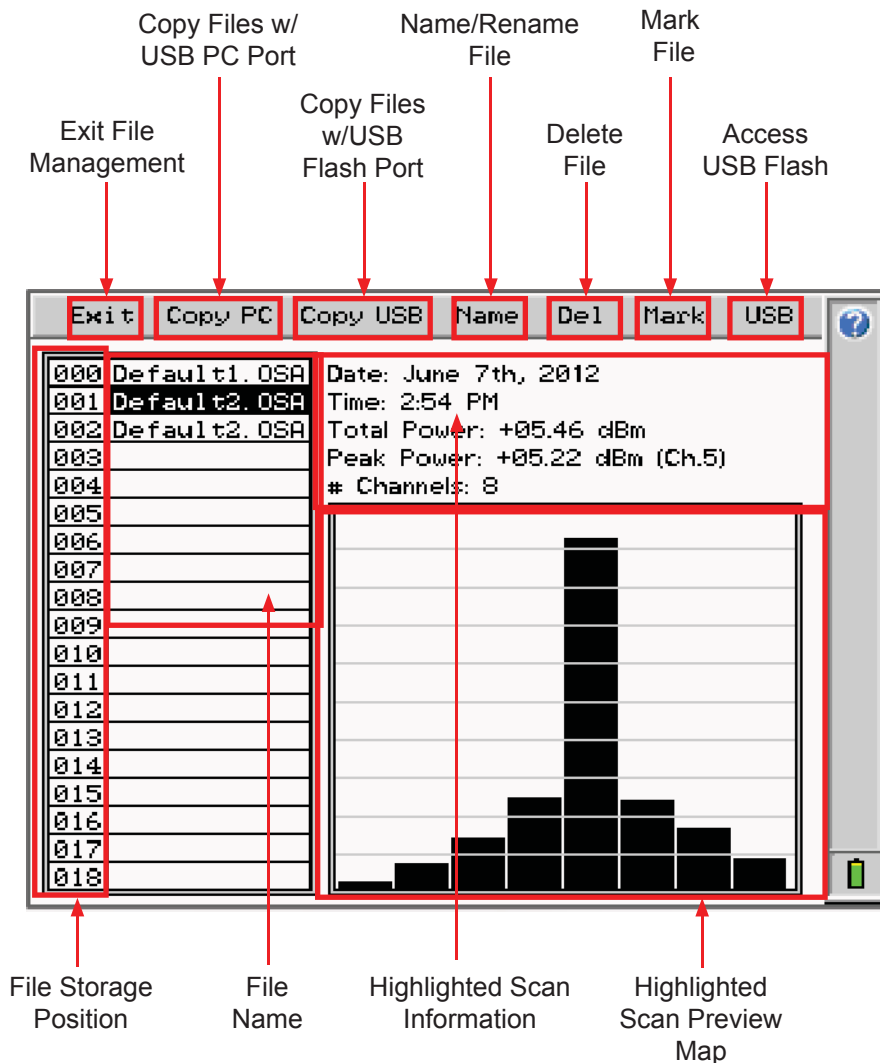 Copy Files w/
USB PC Port
Name/Rename
File
Mark
File
Exit File
Management
Copy Files
w/USB
Flash Port
Delete
File
Access
USB Flash
Exit Copy PC Copy USB Name Del Mark USB
?
000 Default1.OSA
001 Default2.OSA
002 Default2.OSA
003
004
005
006
007
008
009
010
011
012
013
014
015
016
017
018
Date: June 7th, 2012
Time: 2:54 PM
Total Power: +05.46 dBm
Peak Power: +05.22 dBm (Ch.5)
# Channels: 8
File Storage
Position
File
Name
Highlighted Scan
Information
Highlighted
Scan Preview
Map